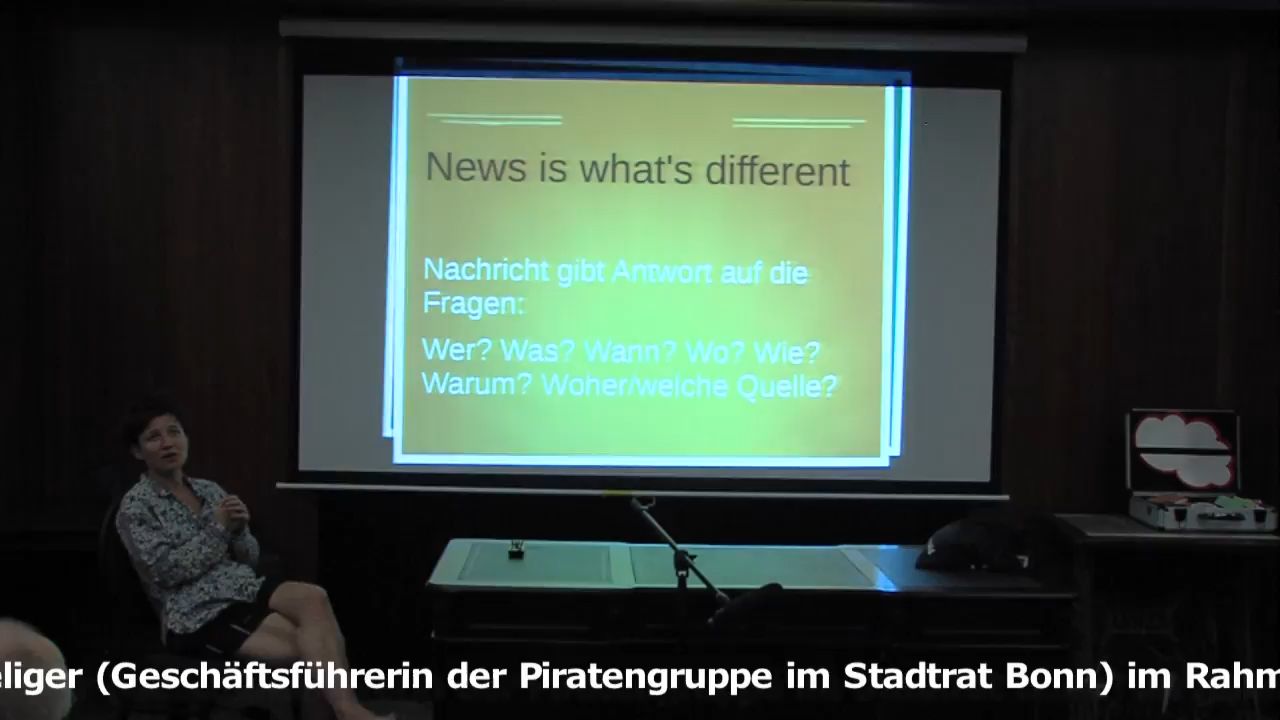 News is what's different
Nachricht gibt Antwort auf die
Fragen:
Wer? Was? Wann? Wo? Wie?
Warum? Woher/welche Quelle?
eliger (Geschäftsführerin der Piratengruppe im Stadtrat Bonn) im Rahm